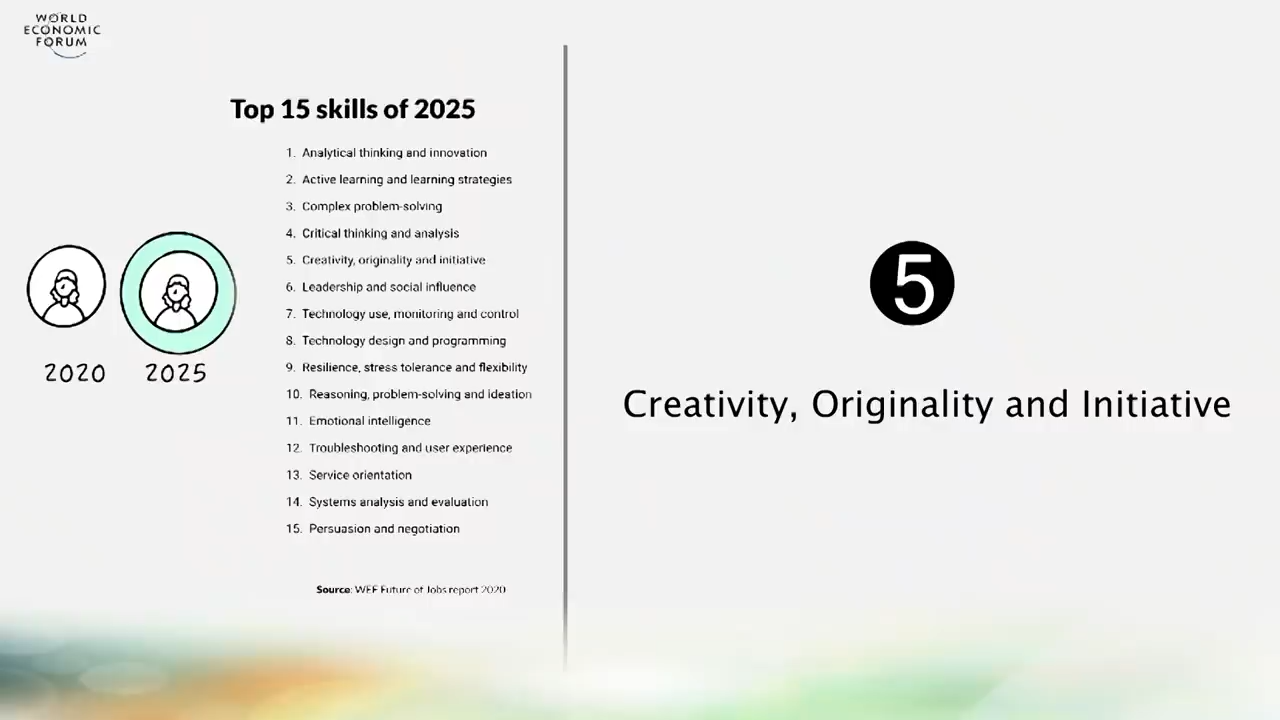 WORLD
ECONOMIC
FORUM
Top 15 skills of 2025
1. Analytical thinking and innovation
2. Active learning and learning strategies
3. Complex problem-solving
4. Critical thinking and analysis
5. Creativity, originality and initiative
6. Leadership and social influence
7. Technology use, monitoring and control
8. Technology design and programming
9. Resilience, stress tolerance and flexibility
10. Reasoning, problem-solving and ideation
11. Emotional intelligence
12. Troubleshooting and user experience
13. Service orientation
14. Systems analysis and evaluation
15. Persuasion and negotiation
2020 2025
Source: WEF Future of Jobs report 2020
5
Creativity, Originality and Initiative